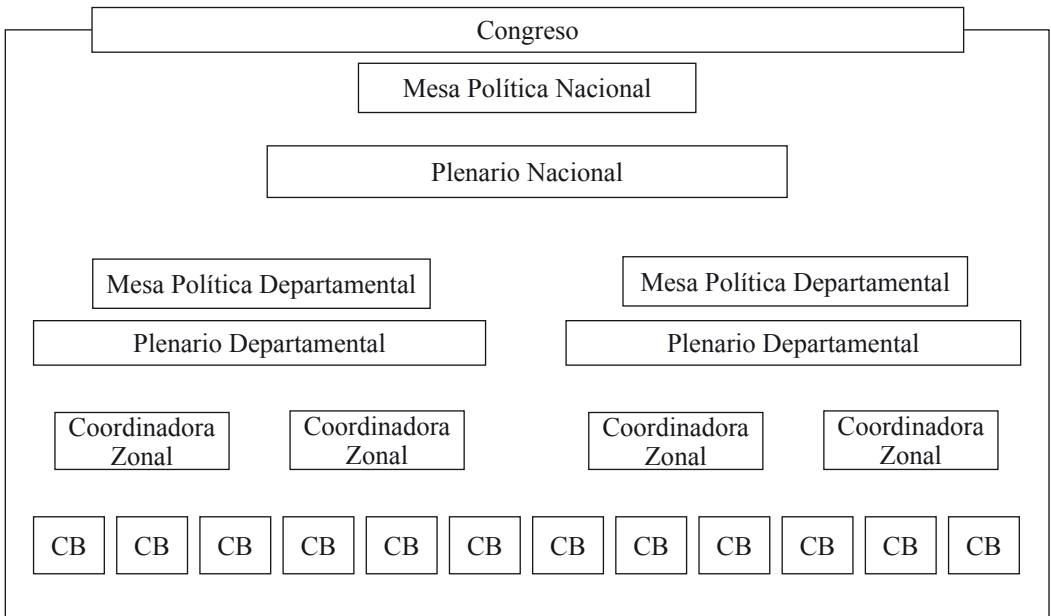 Congreso
Mesa Política Nacional
Plenario Nacional
Mesa Política Departamental
Mesa Política Departamental
Plenario Departamental
Plenario Departamental
Coordinadora
Zonal
Coordinadora
Zonal
Coordinadora
Zonal
Coordinadora
Zonal
CB
CB
CB
CB
CB
CB
CB
CB
CB
CB
CB
CB